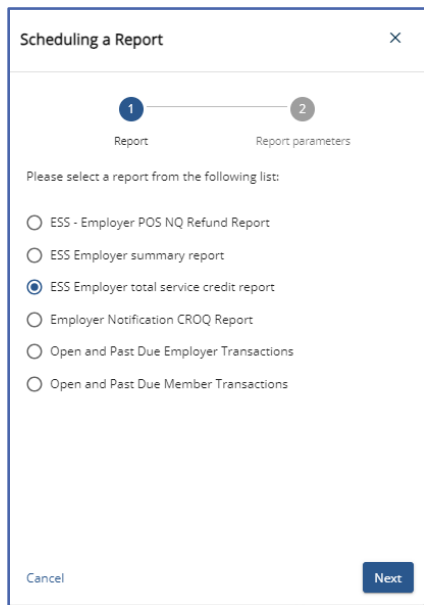 Scheduling a Report
1
2
Report
Report parameters
Please select a report from the following list:
ESS - Employer POS NQ Refund Report
ESS Employer summary report
ESS Employer total service credit report
Employer Notification CROQ Report
Open and Past Due Employer Transactions
Open and Past Due Member Transactions
Cancel
Next